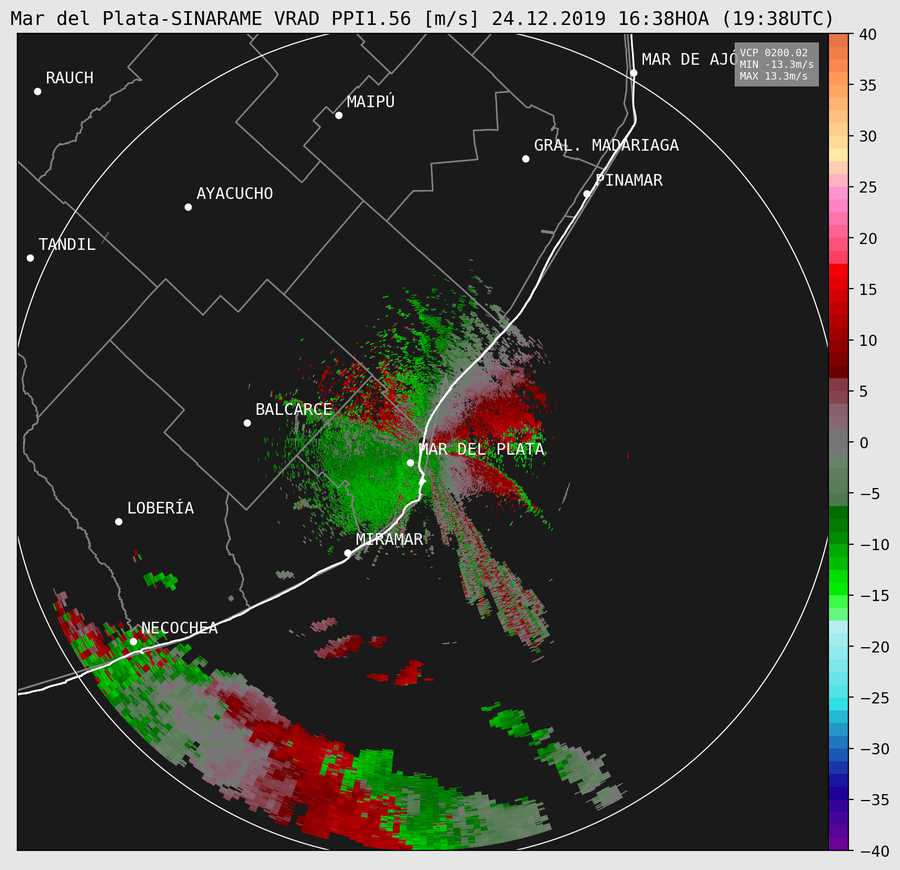 Mar del Plata-SINARAME VRAD PPI1.56 [m/s] 24.12.2019 16:38HOA (19:38UTC)
VCP 0200.02
MIN -13.3m/s
MAX 13.3m/s
MAR DE AJÓ
RAUCH
MAIPÚ
GRAL. MADARIAGA
PINAMAR
AYACUCHO
TANDIL
BALCARCE
MAR DEL PLATA
LOBERÍA
MIRAMAR
NECOCHEA
40
35
30
25
20
15
10
5
0
−5
−10
−15
−20
−25
−30
−35
−40